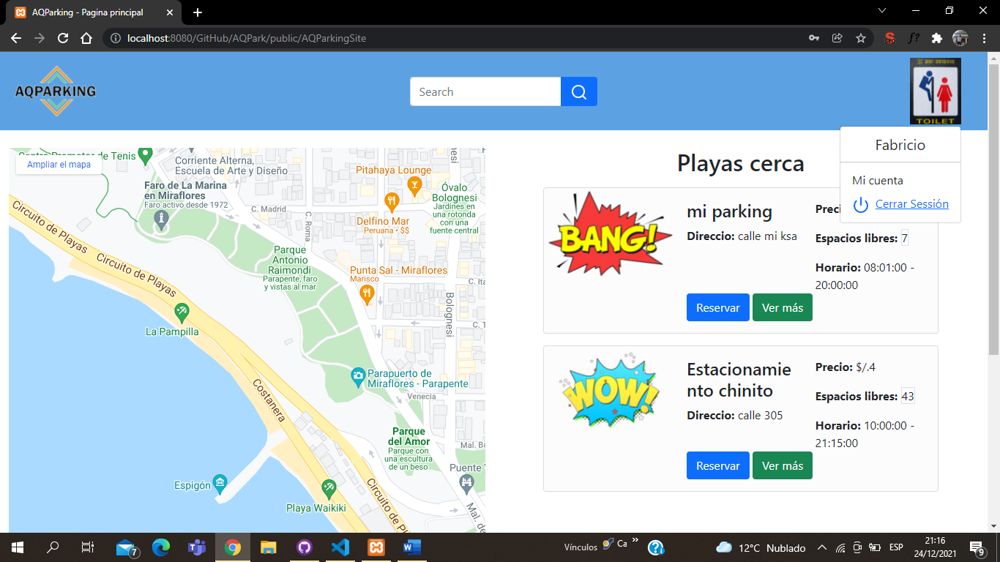 AQParking - Pagina principal
localhost:8080/GitHub/AQPark/public/AQParkingSite
SEO
f?
AQPARKING
Search
TOILET
Fabricio
Mi cuenta
Cerrar Sessión
Ampliar el mapa
Centro Promotor de Tenis
Corriente Alterna,
Escuela de Arte y Diseño
Faro de La Marina
en Miraflores
Faro activo desde 1972
Pitahaya Lounge
Bolognesi
Óvalo
Bolognesi
Jardines en
una rotonda
con una
fuente central
C. Madrid
C. Roma
Delfino Mar
Peruana • $$
Circuito de Playas
Circuito de Playas
Parque
Antonio
Raimondi
Parapente, faro
y vistas al mar
Punta Sal - Miraflores
Marisco
C. Ita
Bolognesi
C. T
La Pampilla
Parapuerto de
Miraflores - Parapente
Venecia
Costanera
Parque
del Amor
Parque con
una escultura
de un beso
Mal. Ba
Puente
Espigón
Playa Waikiki
Circuito de Playas
Mal. de
Playas cerca
BANG!
mi parking
Direccio: calle mi ksa
Preci
Espacios libres: 7
Horario: 08:01:00 -
20:00:00
Reservar
Ver más
WOW!
Estacionamie
nto chinito
Direccio: calle 305
Precio: $/.4
Espacios libres: 43
Horario: 10:00:00 -
21:15:00
Reservar
Ver más
7
Vínculos
Ca
»
12°C Nublado
ESP
21:16
24/12/2021
9